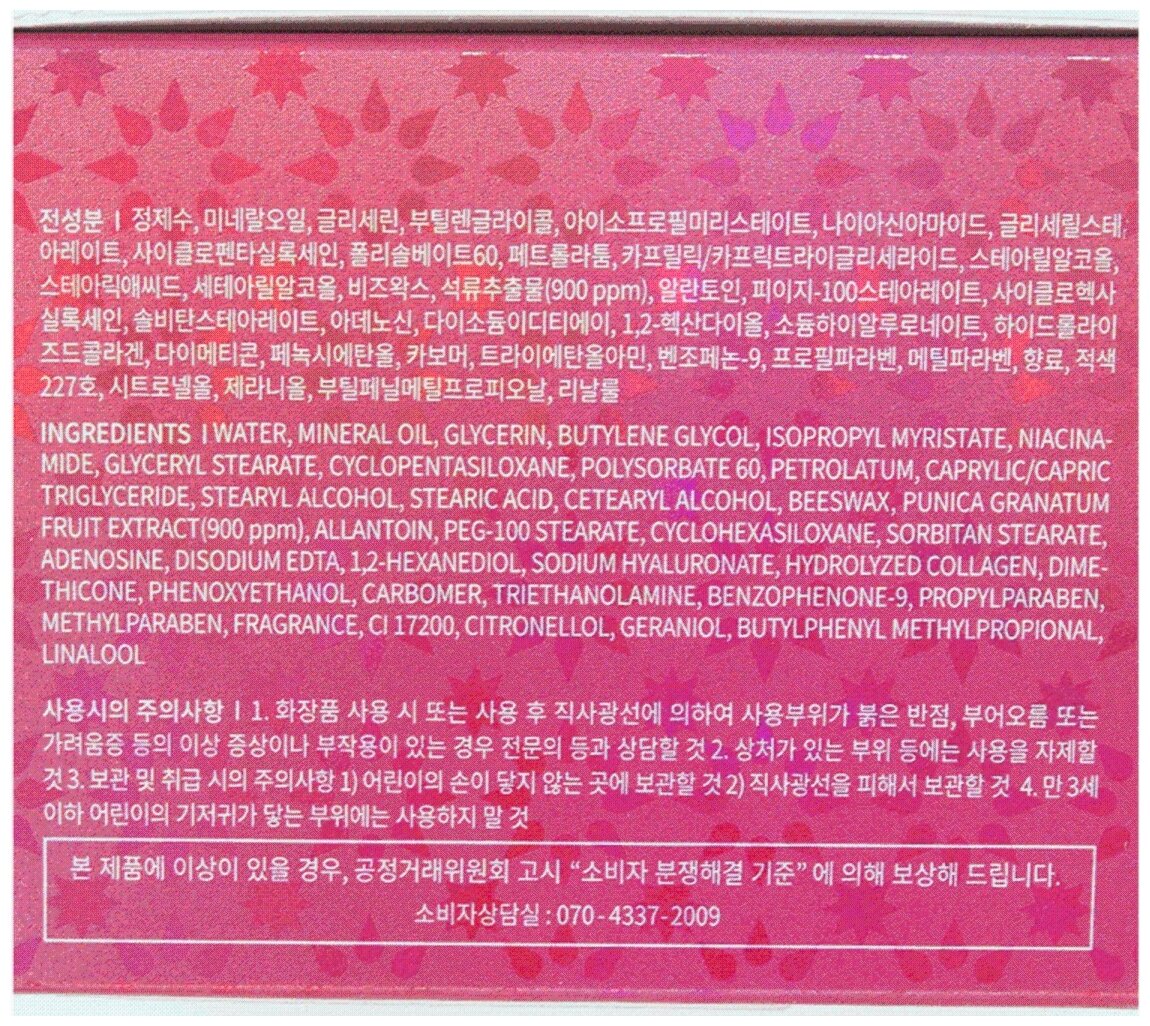 전성분 | 정제수, 미네랄오일, 글리세린, 부틸렌글라이콜, 아이소프로필미리스테이트, 나이아신아마이드, 글리세릴스테
아레이트, 사이클로펜타실록세인, 폴리솔베이트60, 페트롤라툼, 카프릴릭/카프릭트라이글리세라이드, 스테아릴알코올,
스테아릭애씨드, 세테아릴알코올, 비즈왁스, 석류추출물(900 ppm), 알란토인, 피이지-100스테아레이트, 사이클로헥사
실록세인, 솔비탄스테아레이트, 아데노신, 다이소듐이디티에이, 1,2-헥산다이올, 소듐하이알루로네이트, 하이드롤라이
즈드콜라겐, 다이메티콘, 페녹시에탄올, 카보머, 트라이에탄올아민, 벤조페논-9, 프로필파라벤, 메틸파라벤, 향료, 적색
227호, 시트로넬올, 제라니올, 부틸페닐메틸프로피오날, 리날룰
INGREDIENTS | WATER, MINERAL OIL, GLYCERIN, BUTYLENE GLYCOL, ISOPROPYL MYRISTATE, NIACINA-
MIDE, GLYCERYL STEARATE, CYCLOPENTASILOXANE, POLYSORBATE 60, PETROLATUM, CAPRYLIC/CAPRIC
TRIGLYCERIDE, STEARYL ALCOHOL, STEARIC ACID, CETEARYL ALCOHOL, BEESWAX, PUNICA GRANATUM
FRUIT EXTRACT(900 ppm), ALLANTOIN, PEG-100 STEARATE, CYCLOHEXASILOXANE, SORBITAN STEARATE,
ADENOSINE, DISODIUM EDTA, 1,2-HEXANEDIOL, SODIUM HYALURONATE, HYDROLYZED COLLAGEN, DIME-
THICONE, PHENOXYETHANOL, CARBOMER, TRIETHANOLAMINE, BENZOPHENONE-9, PROPYLPARABEN,
METHYLPARABEN, FRAGRANCE, CI 17200, CITRONELLOL, GERANIOL, BUTYLPHENYL METHYLPROPIONAL,
LINALOOL
사용시의 주의사항 | 1. 화장품 사용 시 또는 사용 후 직사광선에 의하여 사용부위가 붉은 반점, 부어오름 또는
가려움증 등의 이상 증상이나 부작용이 있는 경우 전문의 등과 상담할 것 2. 상처가 있는 부위 등에는 사용을 자제할
것 3. 보관 및 취급 시의 주의사항 1) 어린이의 손이 닿지 않는 곳에 보관할 것 2) 직사광선을 피해서 보관할 것 4. 만 3세
이하 어린이의 기저귀가 닿는 부위에는 사용하지 말 것
본 제품에 이상이 있을 경우, 공정거래위원회 고시 “소비자 분쟁해결 기준” 에 의해 보상해 드립니다.
소비자상담실 : 070 - 4337-2009